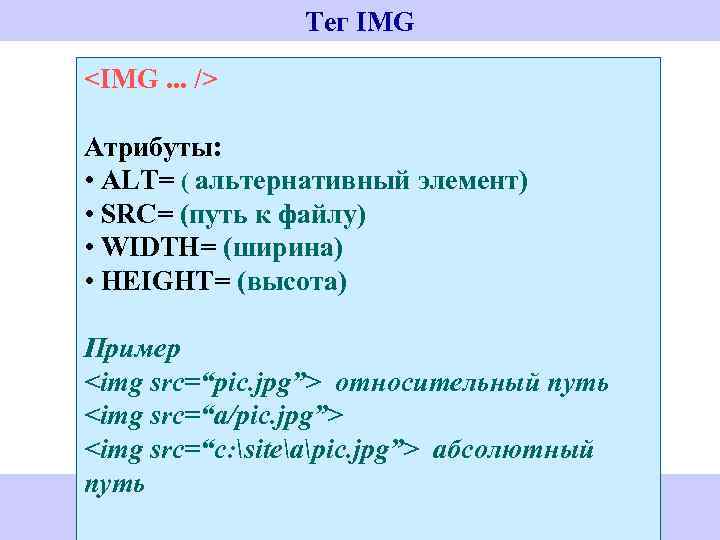 Тег IMG
<IMG ... />
Атрибуты:
• ALT= ( альтернативный элемент)
• SRC= (путь к файлу)
• WIDTH= (ширина)
• HEIGHT= (высота)
Пример
<img src=“pic.jpg”> относительный путь
<img src=“a/pic.jpg”>
<img src=“c:\site\a\pic.jpg”> абсолютный
путь